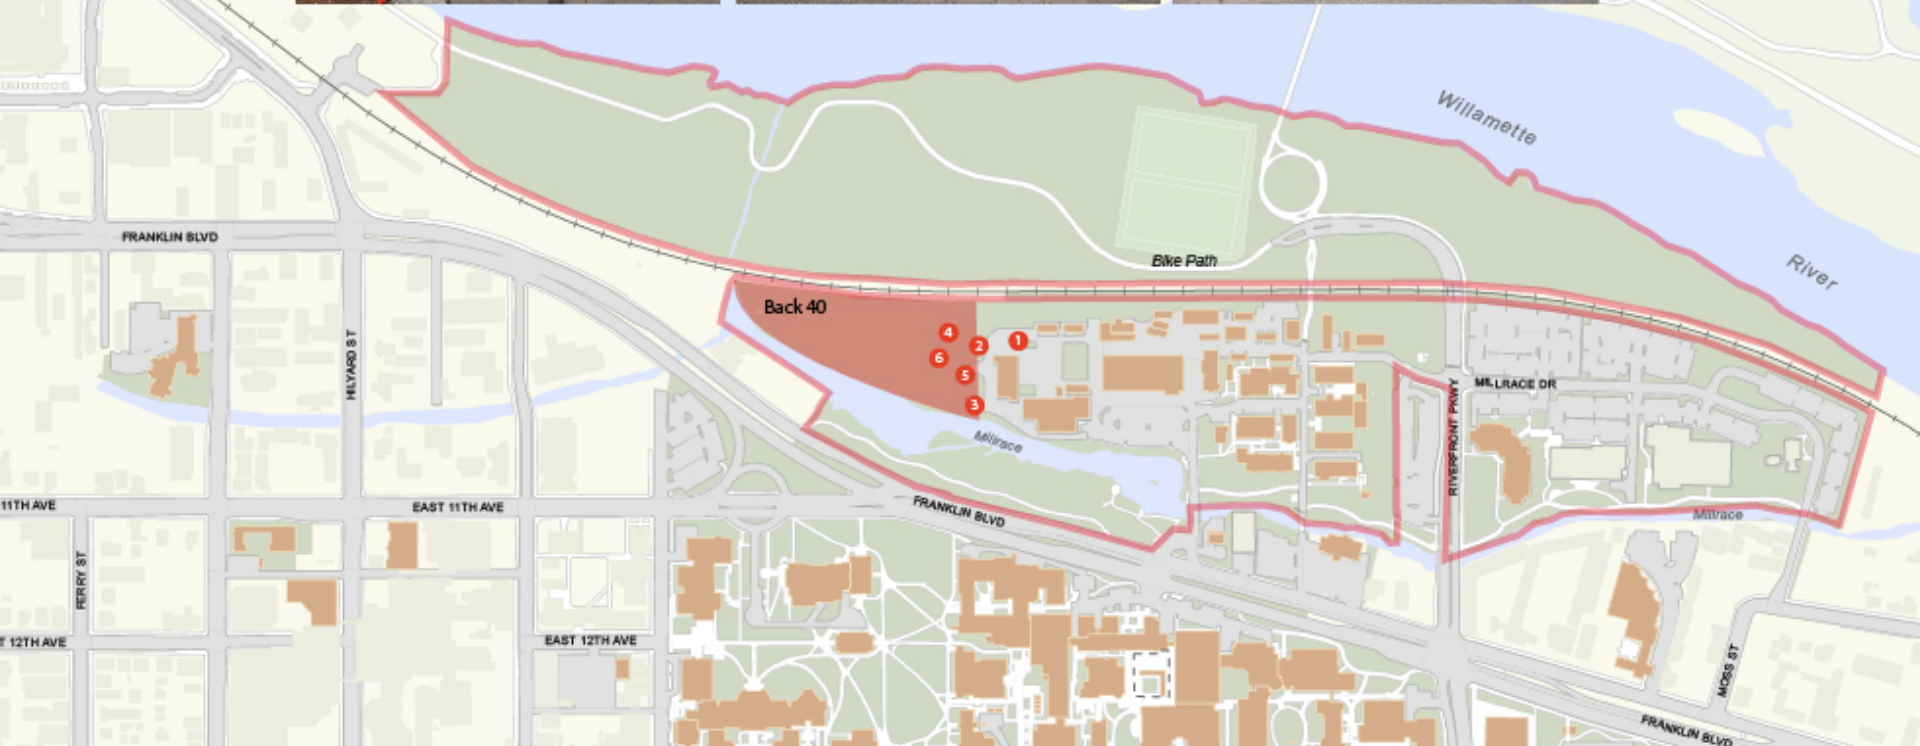 Willamette
River
FRANKLIN BLVD
Bike Path
Back 40
4
2
1
6
5
3
HILYARD ST
MILLRACE DR
RIVERFRONT PKWY
Millrace
11TH AVE
EAST 11TH AVE
FRANKLIN BLVD
Millrace
FERRY ST
T 12TH AVE
EAST 12TH AVE
MOSS ST
FRANKLIN BLVD